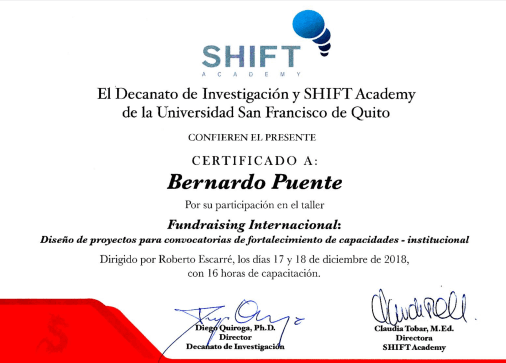 SHIFT
ACADEMY
El Decanato de Investigación y SHIFT Academy
de la Universidad San Francisco de Quito
CONFIEREN EL PRESENTE
CERTIFICADO A:
Bernardo Puente
Por su participación en el taller
Fundraising Internacional:
Diseño de proyectos para convocatorias de fortalecimiento de capacidades - institucional
Dirigido por Roberto Escarré, los días 17 y 18 de diciembre de 2018,
con 16 horas de capacitación.
Diego Quiroga, Ph.D.
Director
Decanato de Investigación
Claudia Tobar, M.Ed.
Directora
SHIFT Academy